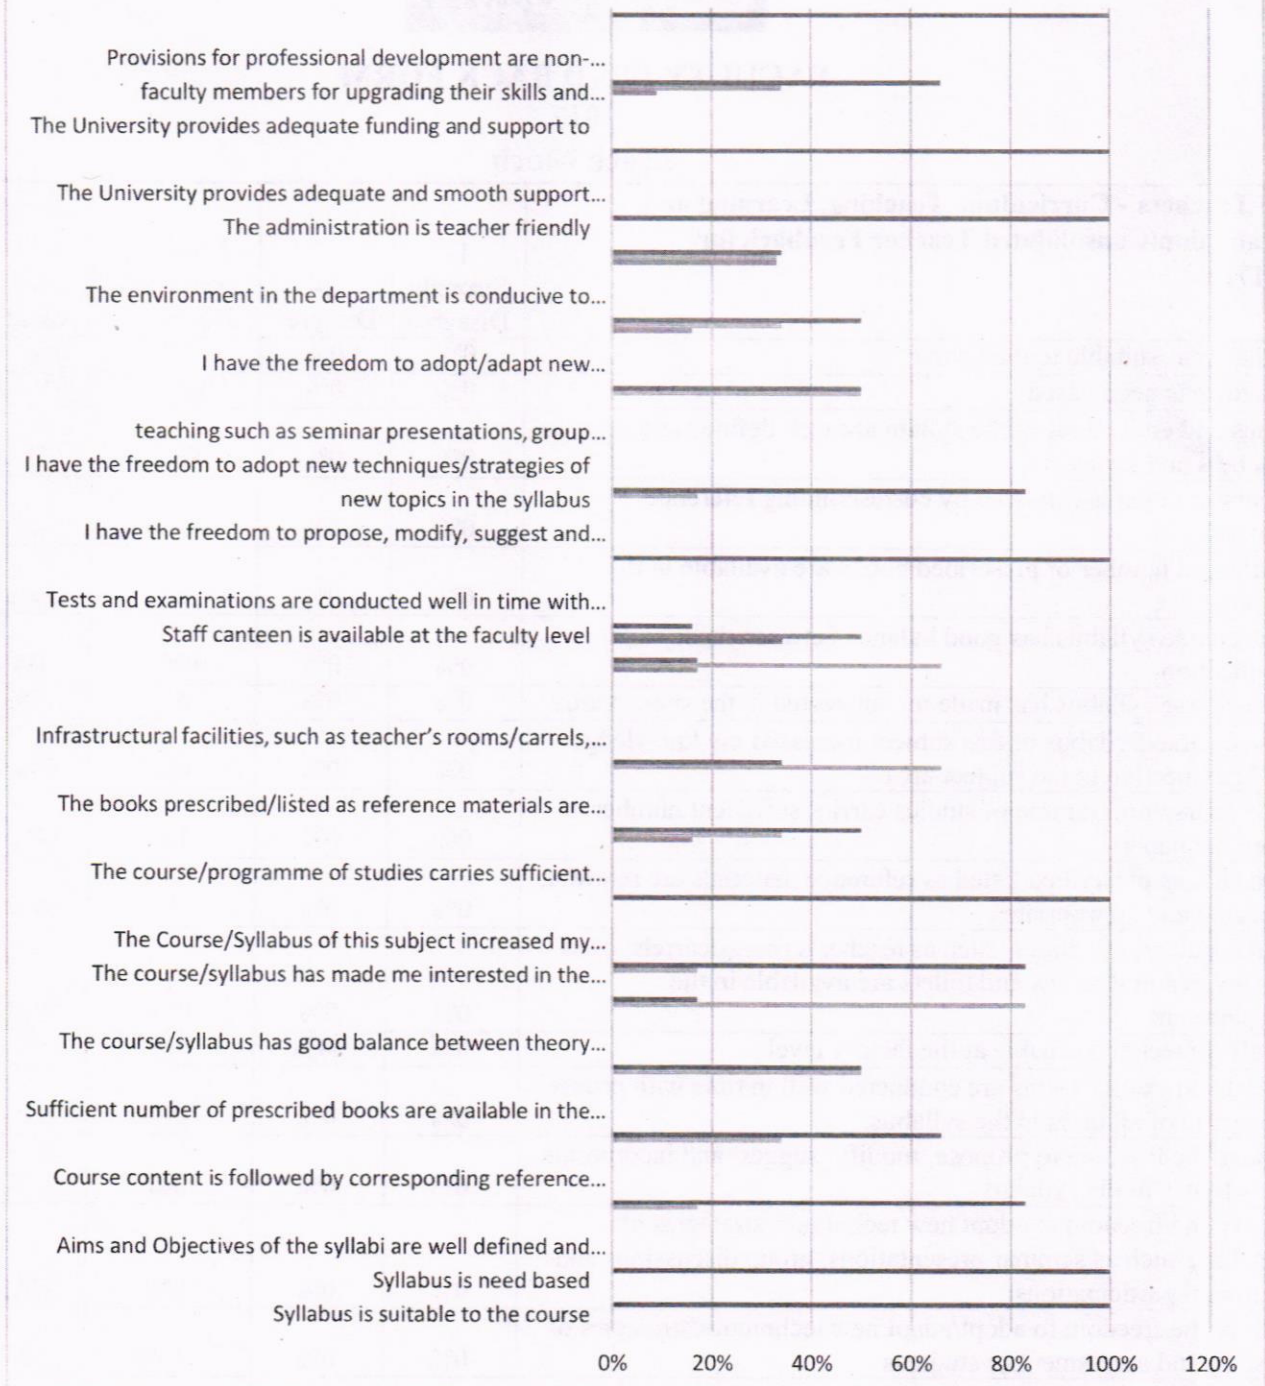 Provisions for professional development are non-...
faculty members for upgrading their skills and...
The University provides adequate funding and support to
The University provides adequate and smooth support...
The administration is teacher friendly
The environment in the department is conducive to...
I have the freedom to adopt/adapt new...
teaching such as seminar presentations, group...
I have the freedom to adopt new techniques/strategies of
new topics in the syllabus
I have the freedom to propose, modify, suggest and...
Tests and examinations are conducted well in time with...
Staff canteen is available at the faculty level
Infrastructural facilities, such as teacher's rooms/carrels,...
The books prescribed/listed as reference materials are...
The course/programme of studies carries sufficient...
The Course/Syllabus of this subject increased my...
The course/syllabus has made me interested in the...
The course/syllabus has good balance between theory...
Sufficient number of prescribed books are available in the...
Course content is followed by corresponding reference...
Aims and Objectives of the syllabi are well defined and...
Syllabus is need based
Syllabus is suitable to the course
0% 20% 40% 60% 80% 100% 120%